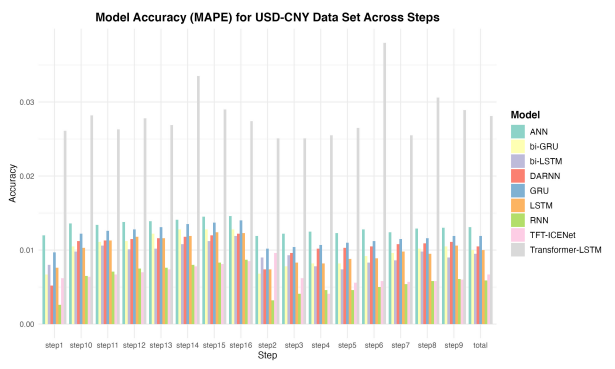 Model Accuracy (MAPE) for USD-CNY Data Set Across Steps
Accuracy
0.03
0.02
0.01
0.00
step1 step10 step11 step12 step13 step14 step15 step16 step2 step3 step4 step5 step6 step7 step8 step9 total
Step
Model
ANN
bi-GRU
bi-LSTM
DARNN
GRU
LSTM
RNN
TFT-ICENet
Transformer-LSTM